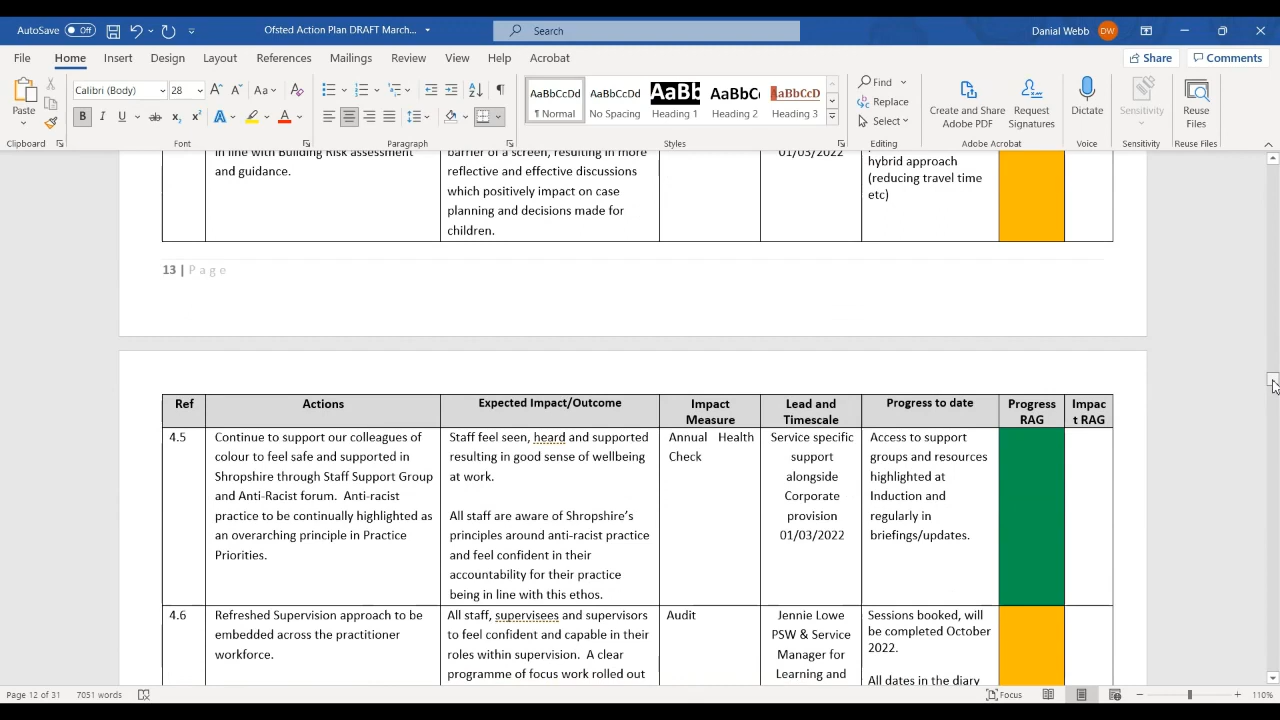 AutoSave Off Ofsted Action Plan DRAFT March... Search Danial Webb DW
File Home Insert Design Layout References Mailings Review View Help Acrobat Share Comments
Paste
Calibri (Body) 28
AaBbCcDd AaBbCcDd AaBb AaBbCc AaBbCcD
¶ Normal No Spacing Heading 1 Heading 2 Heading 3
Find
Replace
Select
Create and Share Adobe PDF
Request Signatures
Dictate
Sensitivity
Reuse Files
Clipboard Font Paragraph Styles Editing Adobe Acrobat Voice Sensitivity Reuse Files
in line with Building Risk assessment
and guidance.
barrier of a screen, resulting in more
reflective and effective discussions
which positively impact on case
planning and decisions made for
children.
01/03/2022
hybrid approach
(reducing travel time
etc)
13 | Page
Ref Actions Expected Impact/Outcome Impact Measure Lead and Timescale Progress to date Progress RAG Impac t RAG
4.5
Continue to support our colleagues of
colour to feel safe and supported in
Shropshire through Staff Support Group
and Anti-Racist forum. Anti-racist
practice to be continually highlighted as
an overarching principle in Practice
Priorities.
Staff feel seen, heard and supported
resulting in good sense of wellbeing
at work.
All staff are aware of Shropshire's
principles around anti-racist practice
and feel confident in their
accountability for their practice
being in line with this ethos.
Annual Health
Check
Service specific
support
alongside
Corporate
provision
01/03/2022
Access to support
groups and resources
highlighted at
Induction and
regularly in
briefings/updates.
4.6
Refreshed Supervision approach to be
embedded across the practitioner
workforce.
All staff, supervisees and supervisors
to feel confident and capable in their
roles within supervision. A clear
programme of focus work rolled out
Audit
Jennie Lowe
PSW & Service
Manager for
Learning and
Sessions booked, will
be completed October
2022.
All dates in the diary
Page 12 of 31 7051 words Focus 110%